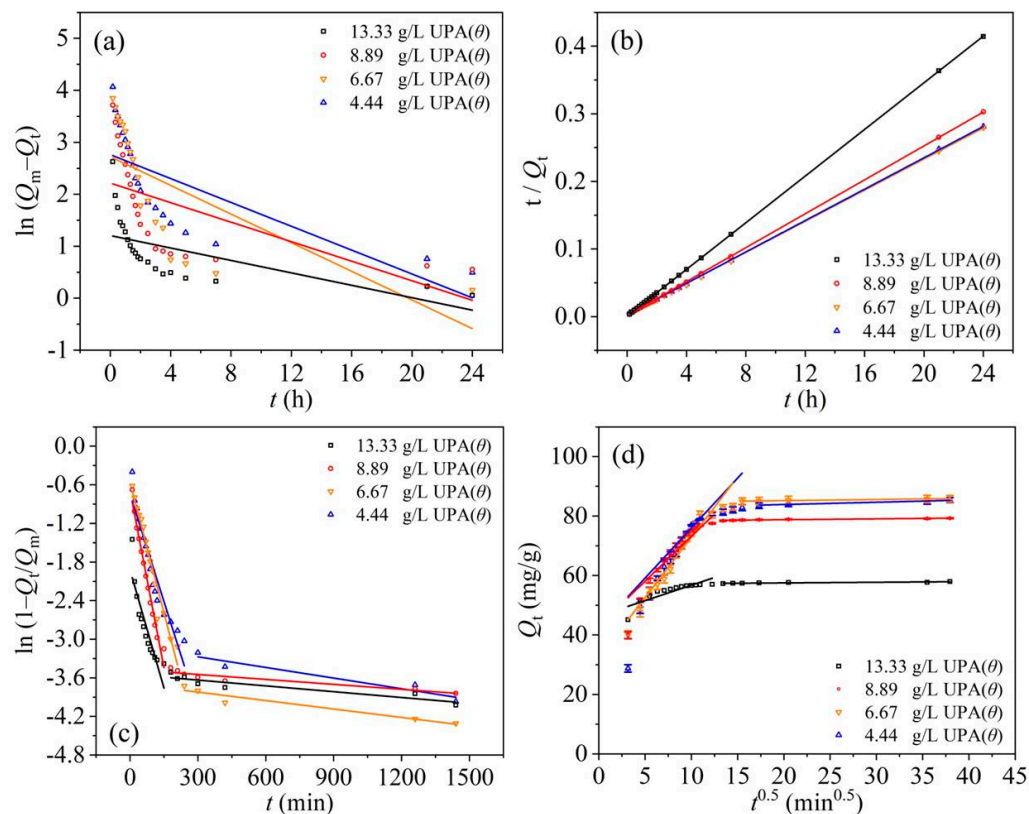 (a)
13.33 g/L UPA(θ)
8.89 g/L UPA(θ)
6.67 g/L UPA(θ)
4.44 g/L UPA(θ)
5
4
3
2
1
0
-1
ln (Qm−Qt)
0 4 8 12 16 20 24
t (h)
(b)
13.33 g/L UPA(θ)
8.89 g/L UPA(θ)
6.67 g/L UPA(θ)
4.44 g/L UPA(θ)
0.4
0.3
0.2
0.1
0.0
t / Qt
0 4 8 12 16 20 24
t (h)
(c)
13.33 g/L UPA(θ)
8.89 g/L UPA(θ)
6.67 g/L UPA(θ)
4.44 g/L UPA(θ)
0.0
-0.6
-1.2
-1.8
-2.4
-3.0
-3.6
-4.2
-4.8
ln (1−Qt/Qm)
0 300 600 900 1200 1500
t (min)
(d)
13.33 g/L UPA(θ)
8.89 g/L UPA(θ)
6.67 g/L UPA(θ)
4.44 g/L UPA(θ)
100
80
60
40
20
0
Qt (mg/g)
0 5 10 15 20 25 30 35 40 45
t^0.5 (min^0.5)